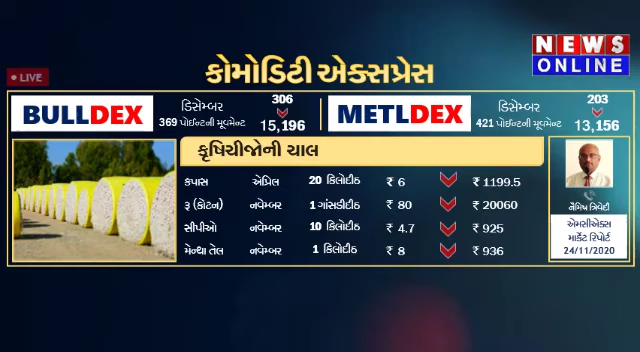 NEWS
ONLINE
LIVE
કોમોડિટી એક્સપ્રેસ
BULLDEX
ડિસેમ્બર
369 પોઈન્ટની મૂવમેન્ટ
306
15,196
METLDEX
ડિસેમ્બર
421 પોઈન્ટની મૂવમેન્ટ
203
13,156
કૃષિચીજોની ચાલ
કપાસ એપ્રિલ 20 કિલોદીઠ ₹ 6 ₹ 1199.5
રૂ (કોટન) નવેમ્બર 1 ગાંસડીદીઠ ₹ 80 ₹ 20060
સીપીઓ નવેમ્બર 10 કિલોદીઠ ₹ 4.7 ₹ 925
મેન્થા તેલ નવેમ્બર 1 કિલોદીઠ ₹ 8 ₹ 936
નૈમિષ ત્રિવેદી
એમસીએક્સ
માર્કેટ રિપોર્ટ
24/11/2020